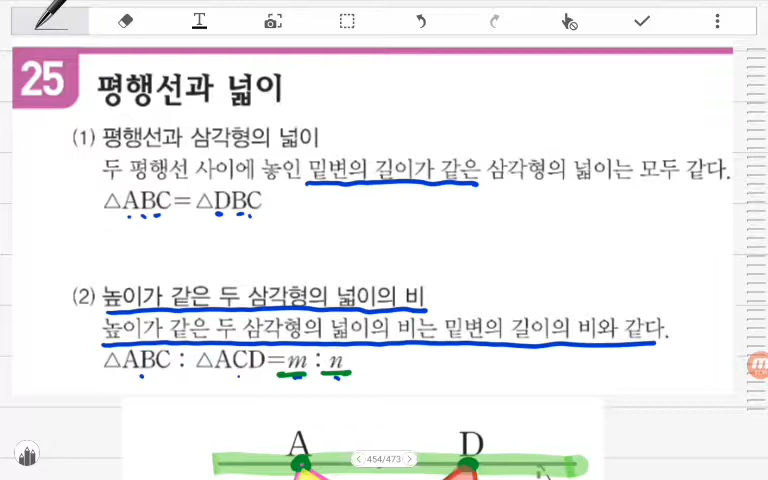 T
25 평행선과 넓이
(1) 평행선과 삼각형의 넓이
두 평행선 사이에 놓인 밑변의 길이가 같은 삼각형의 넓이는 모두 같다.
△ABC=△DBC
(2) 높이가 같은 두 삼각형의 넓이의 비
높이가 같은 두 삼각형의 넓이의 비는 밑변의 길이의 비와 같다.
△ABC : △ACD=m : n
A D
454/473